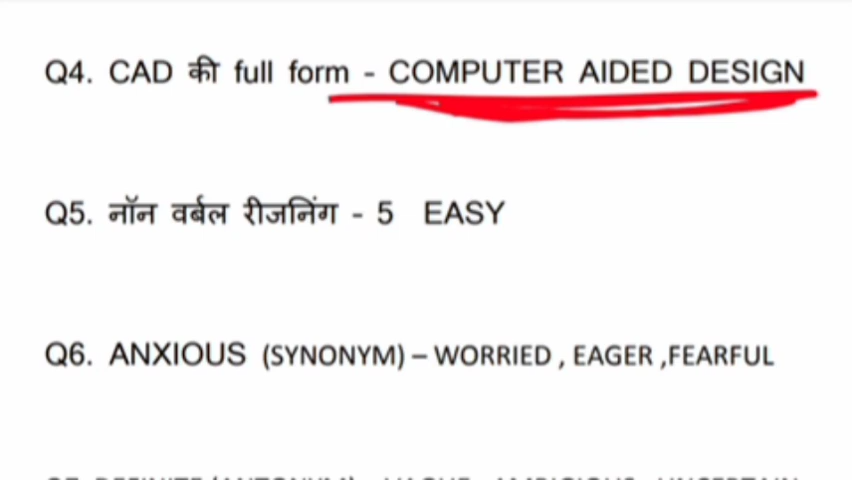 Q4. CAD की full form - COMPUTER AIDED DESIGN
Q5. नॉन वर्बल रीजनिंग - 5 EASY
Q6. ANXIOUS (SYNONYM) – WORRIED , EAGER ,FEARFUL